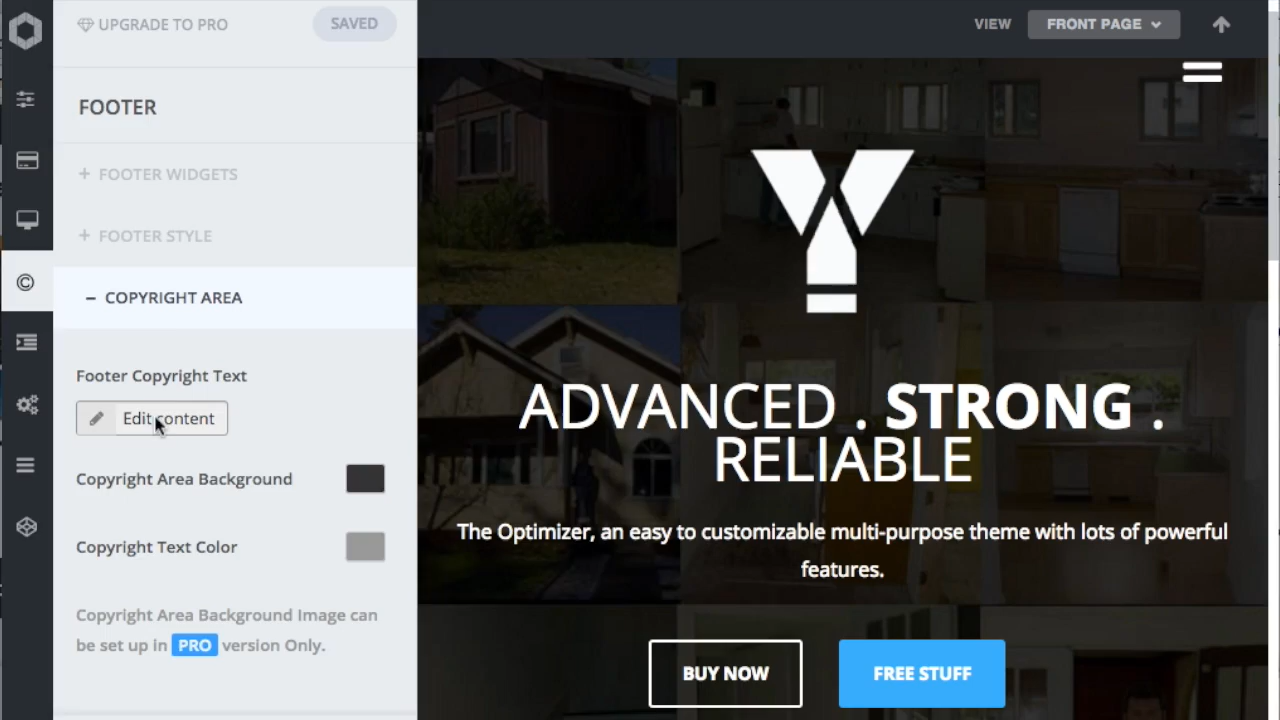 UPGRADE TO PRO
SAVED
FOOTER
+ FOOTER WIDGETS
+ FOOTER STYLE
− COPYRIGHT AREA
Footer Copyright Text
Edit content
Copyright Area Background
Copyright Text Color
Copyright Area Background Image can
be set up in PRO version Only.
VIEW
FRONT PAGE
ADVANCED . STRONG .
RELIABLE
The Optimizer, an easy to customizable multi-purpose theme with lots of powerful
features.
BUY NOW
FREE STUFF